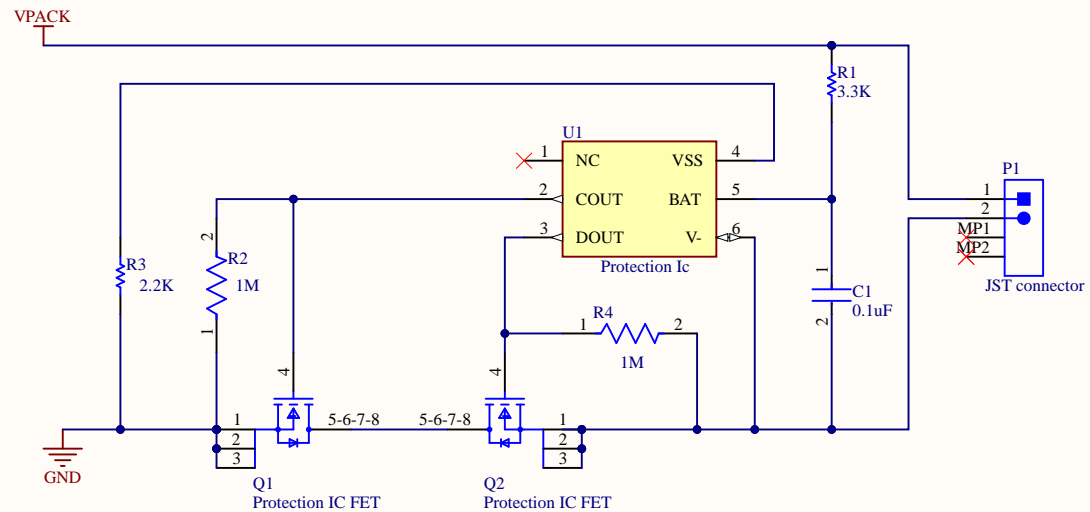 VPACK
R1
3.3K
U1
1 NC VSS 4
2 COUT BAT 5
3 DOUT V- 6
Protection Ic
P1
1
2
MP1
MP2
JST connector
2
R3
2.2K
R2
1M
1
1
C1
0.1uF
2
R4
1 2
1M
4
4
1
2
3
5-6-7-8
5-6-7-8
1
2
3
GND
Q1
Protection IC FET
Q2
Protection IC FET